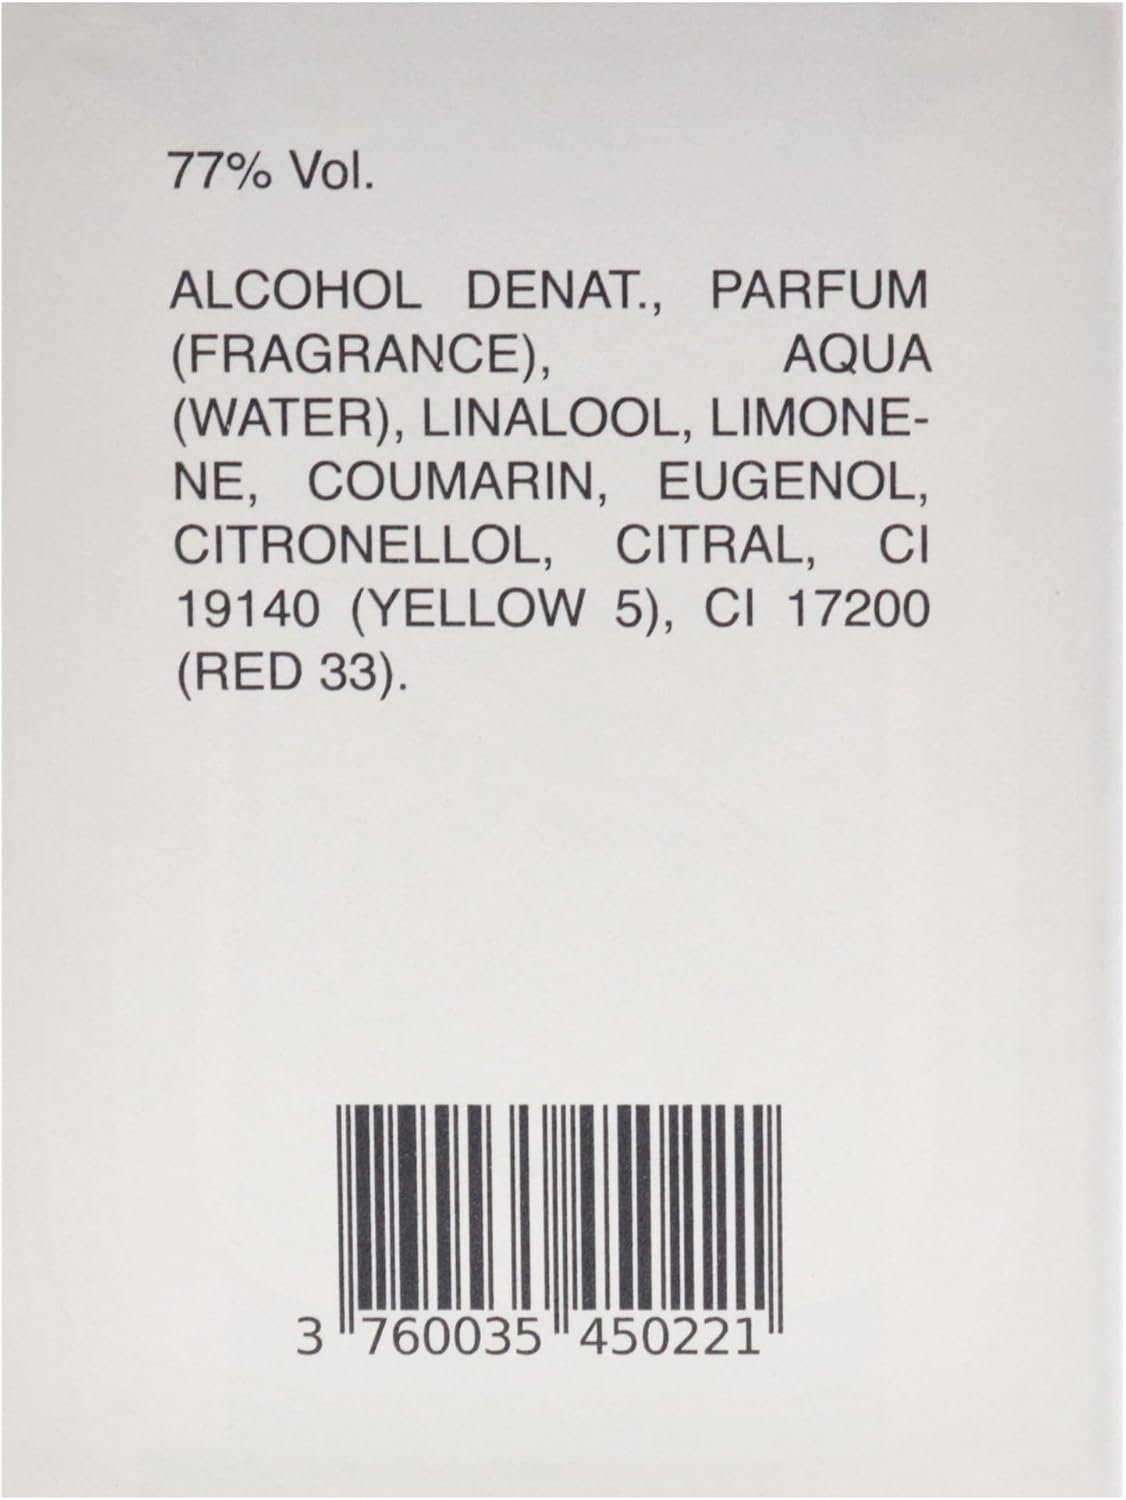 77% Vol.
ALCOHOL DENAT., PARFUM
(FRAGRANCE), AQUA
(WATER), LINALOOL, LIMONE-
NE, COUMARIN, EUGENOL,
CITRONELLOL, CITRAL, CI
19140 (YELLOW 5), CI 17200
(RED 33).
3 760035 450221